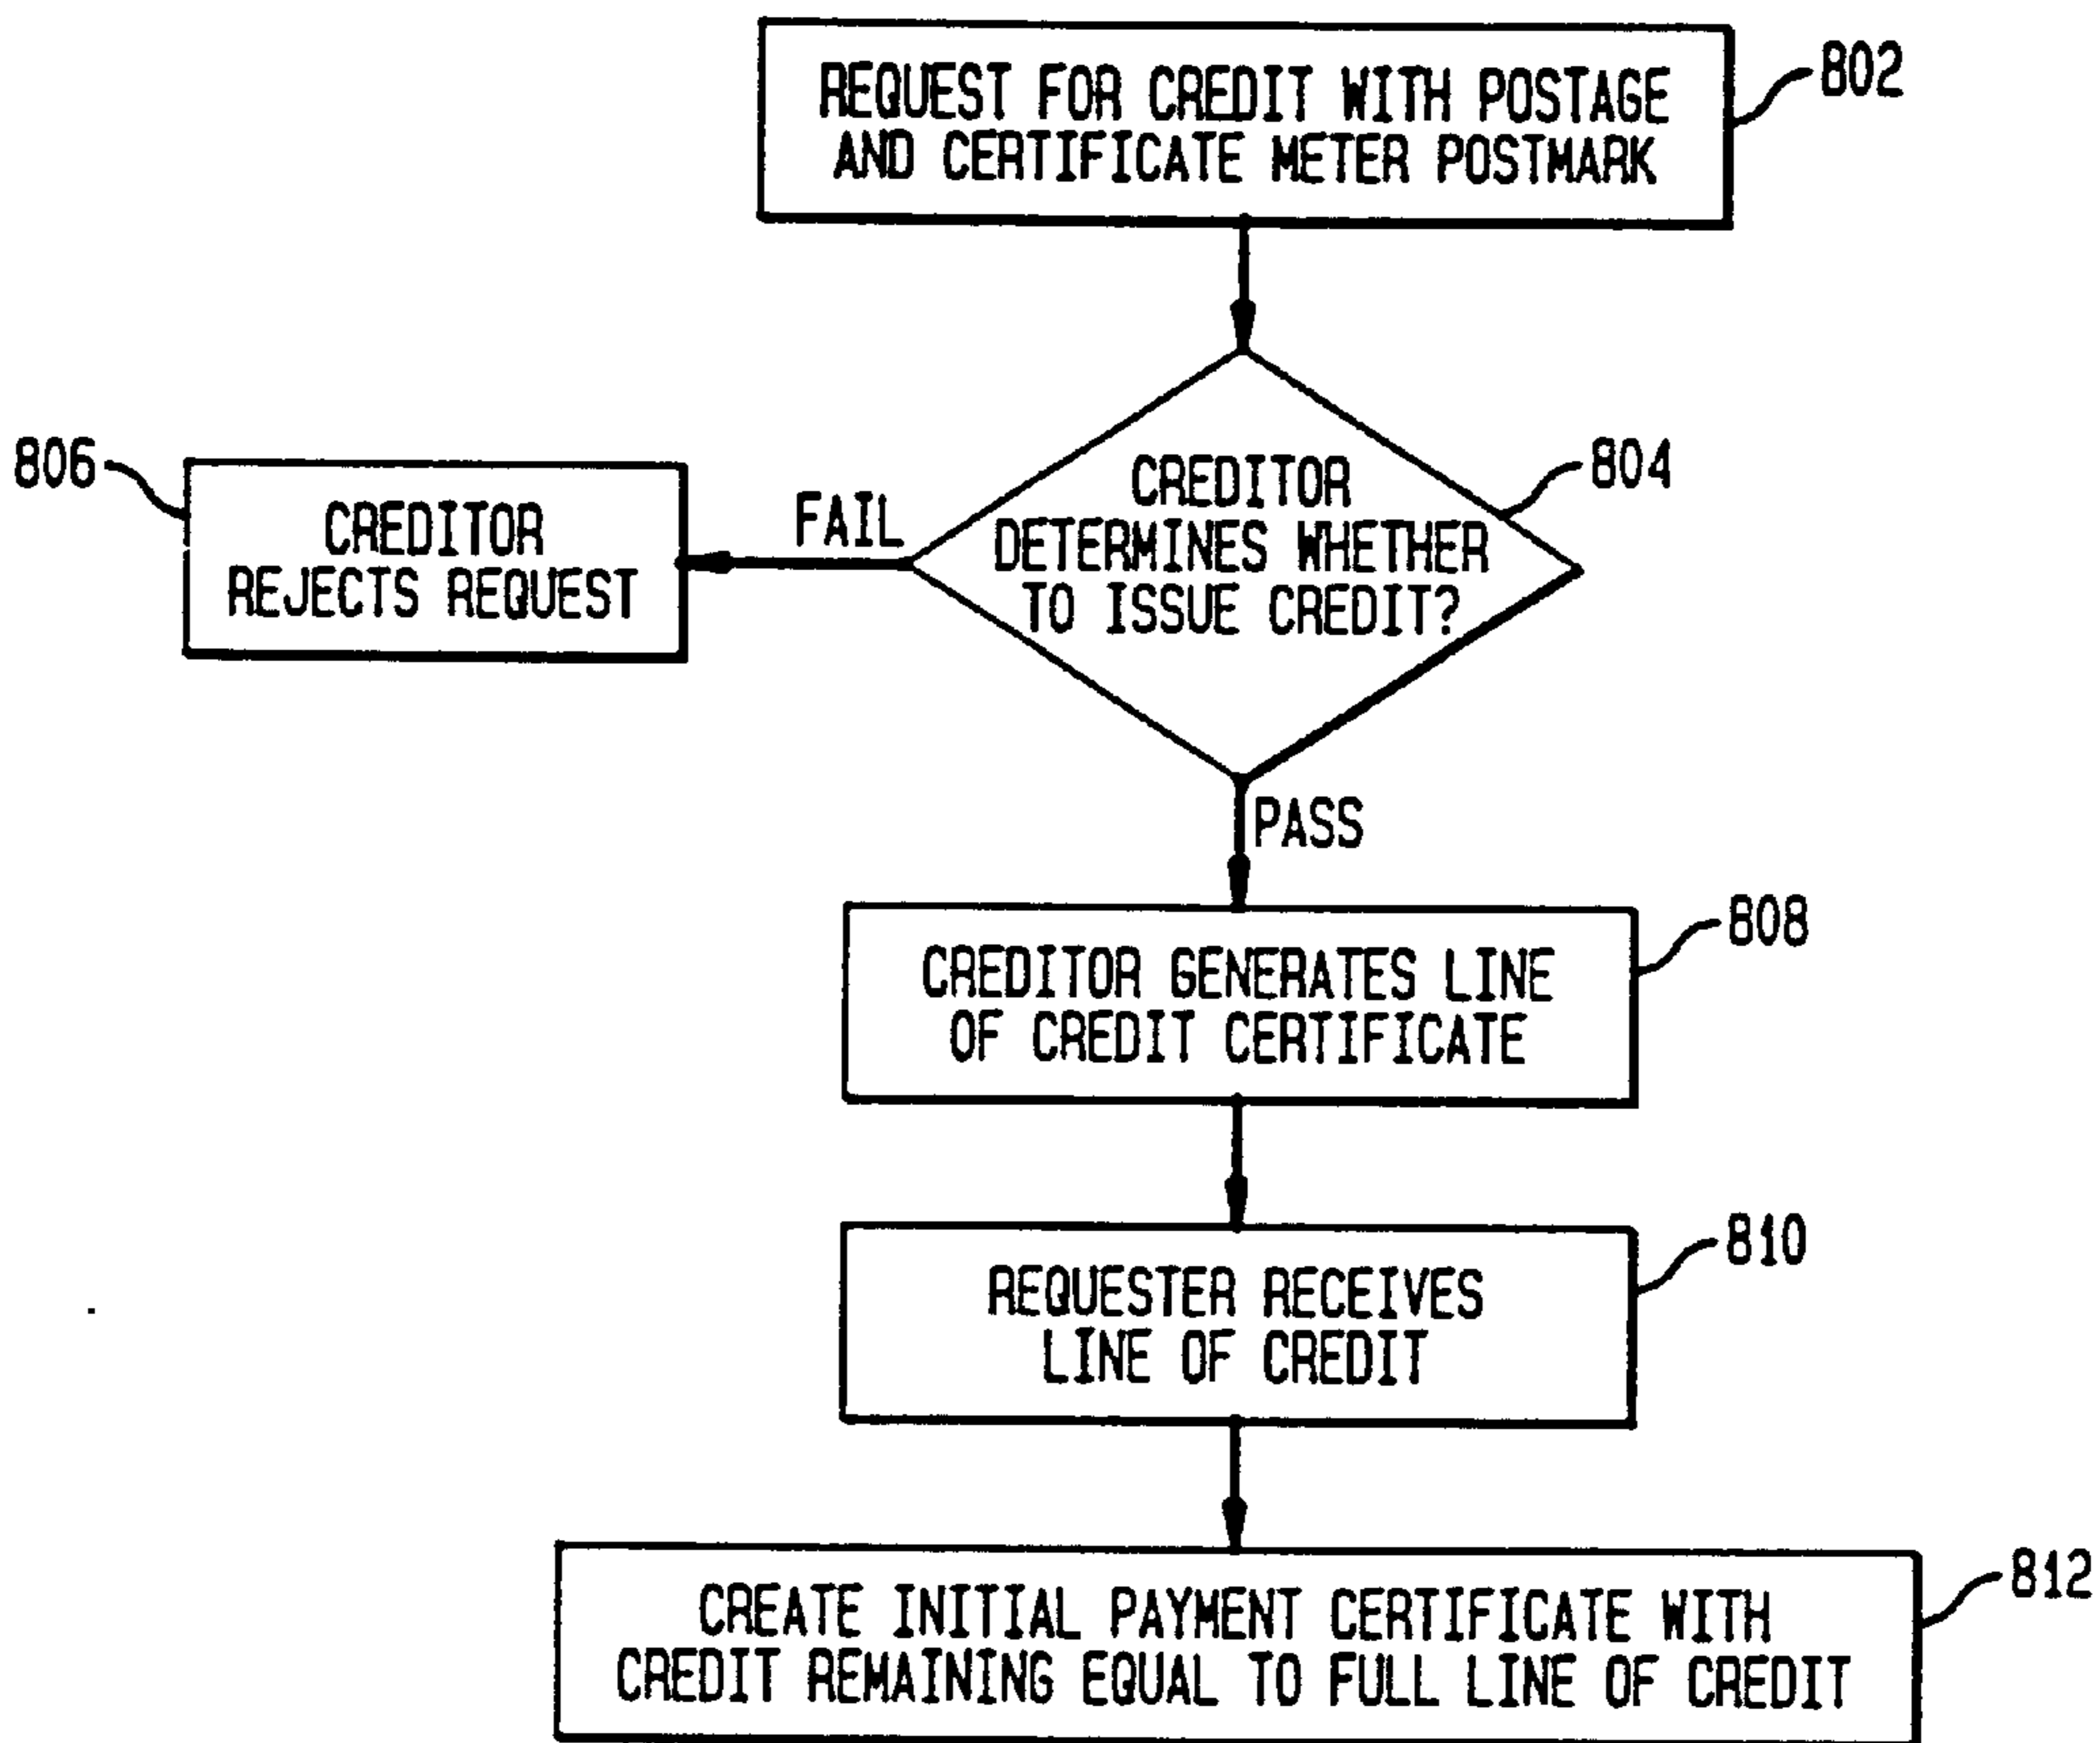 REQUEST FOR CREDIT WITH POSTAGE
AND CERTIFICATE METER POSTMARK
802
CREDITOR
DETERMINES WHETHER
TO ISSUE CREDIT?
804
FAIL
806
CREDITOR
REJECTS REQUEST
PASS
CREDITOR GENERATES LINE
OF CREDIT CERTIFICATE
808
REQUESTER RECEIVES
LINE OF CREDIT
810
CREATE INITIAL PAYMENT CERTIFICATE WITH
CREDIT REMAINING EQUAL TO FULL LINE OF CREDIT
812